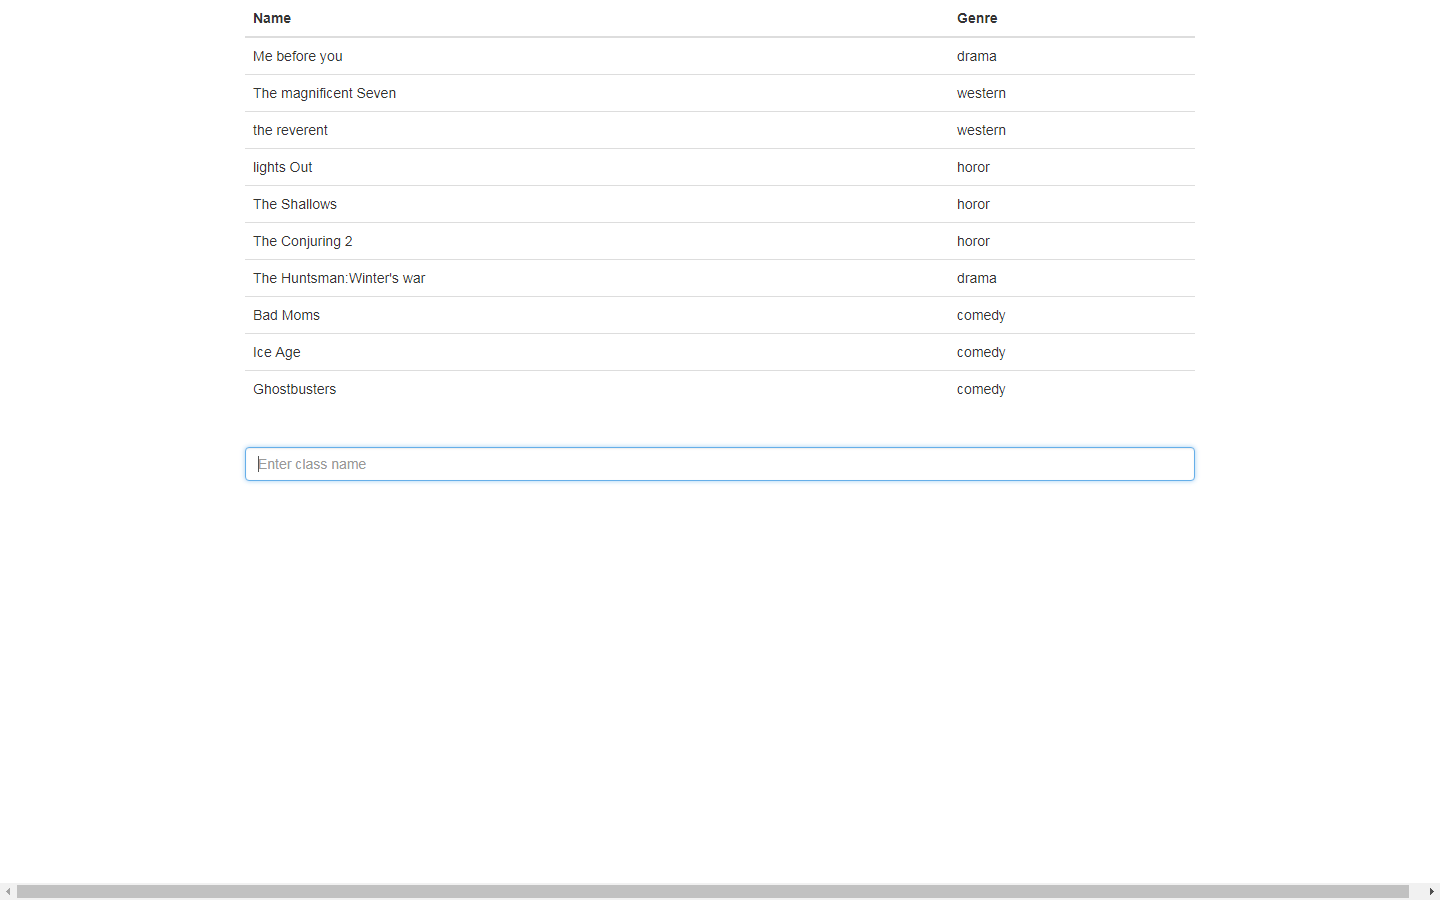 Name Genre
Me before you drama
The magnificent Seven western
the reverent western
lights Out horor
The Shallows horor
The Conjuring 2 horor
The Huntsman:Winter's war drama
Bad Moms comedy
Ice Age comedy
Ghostbusters comedy
Enter class name